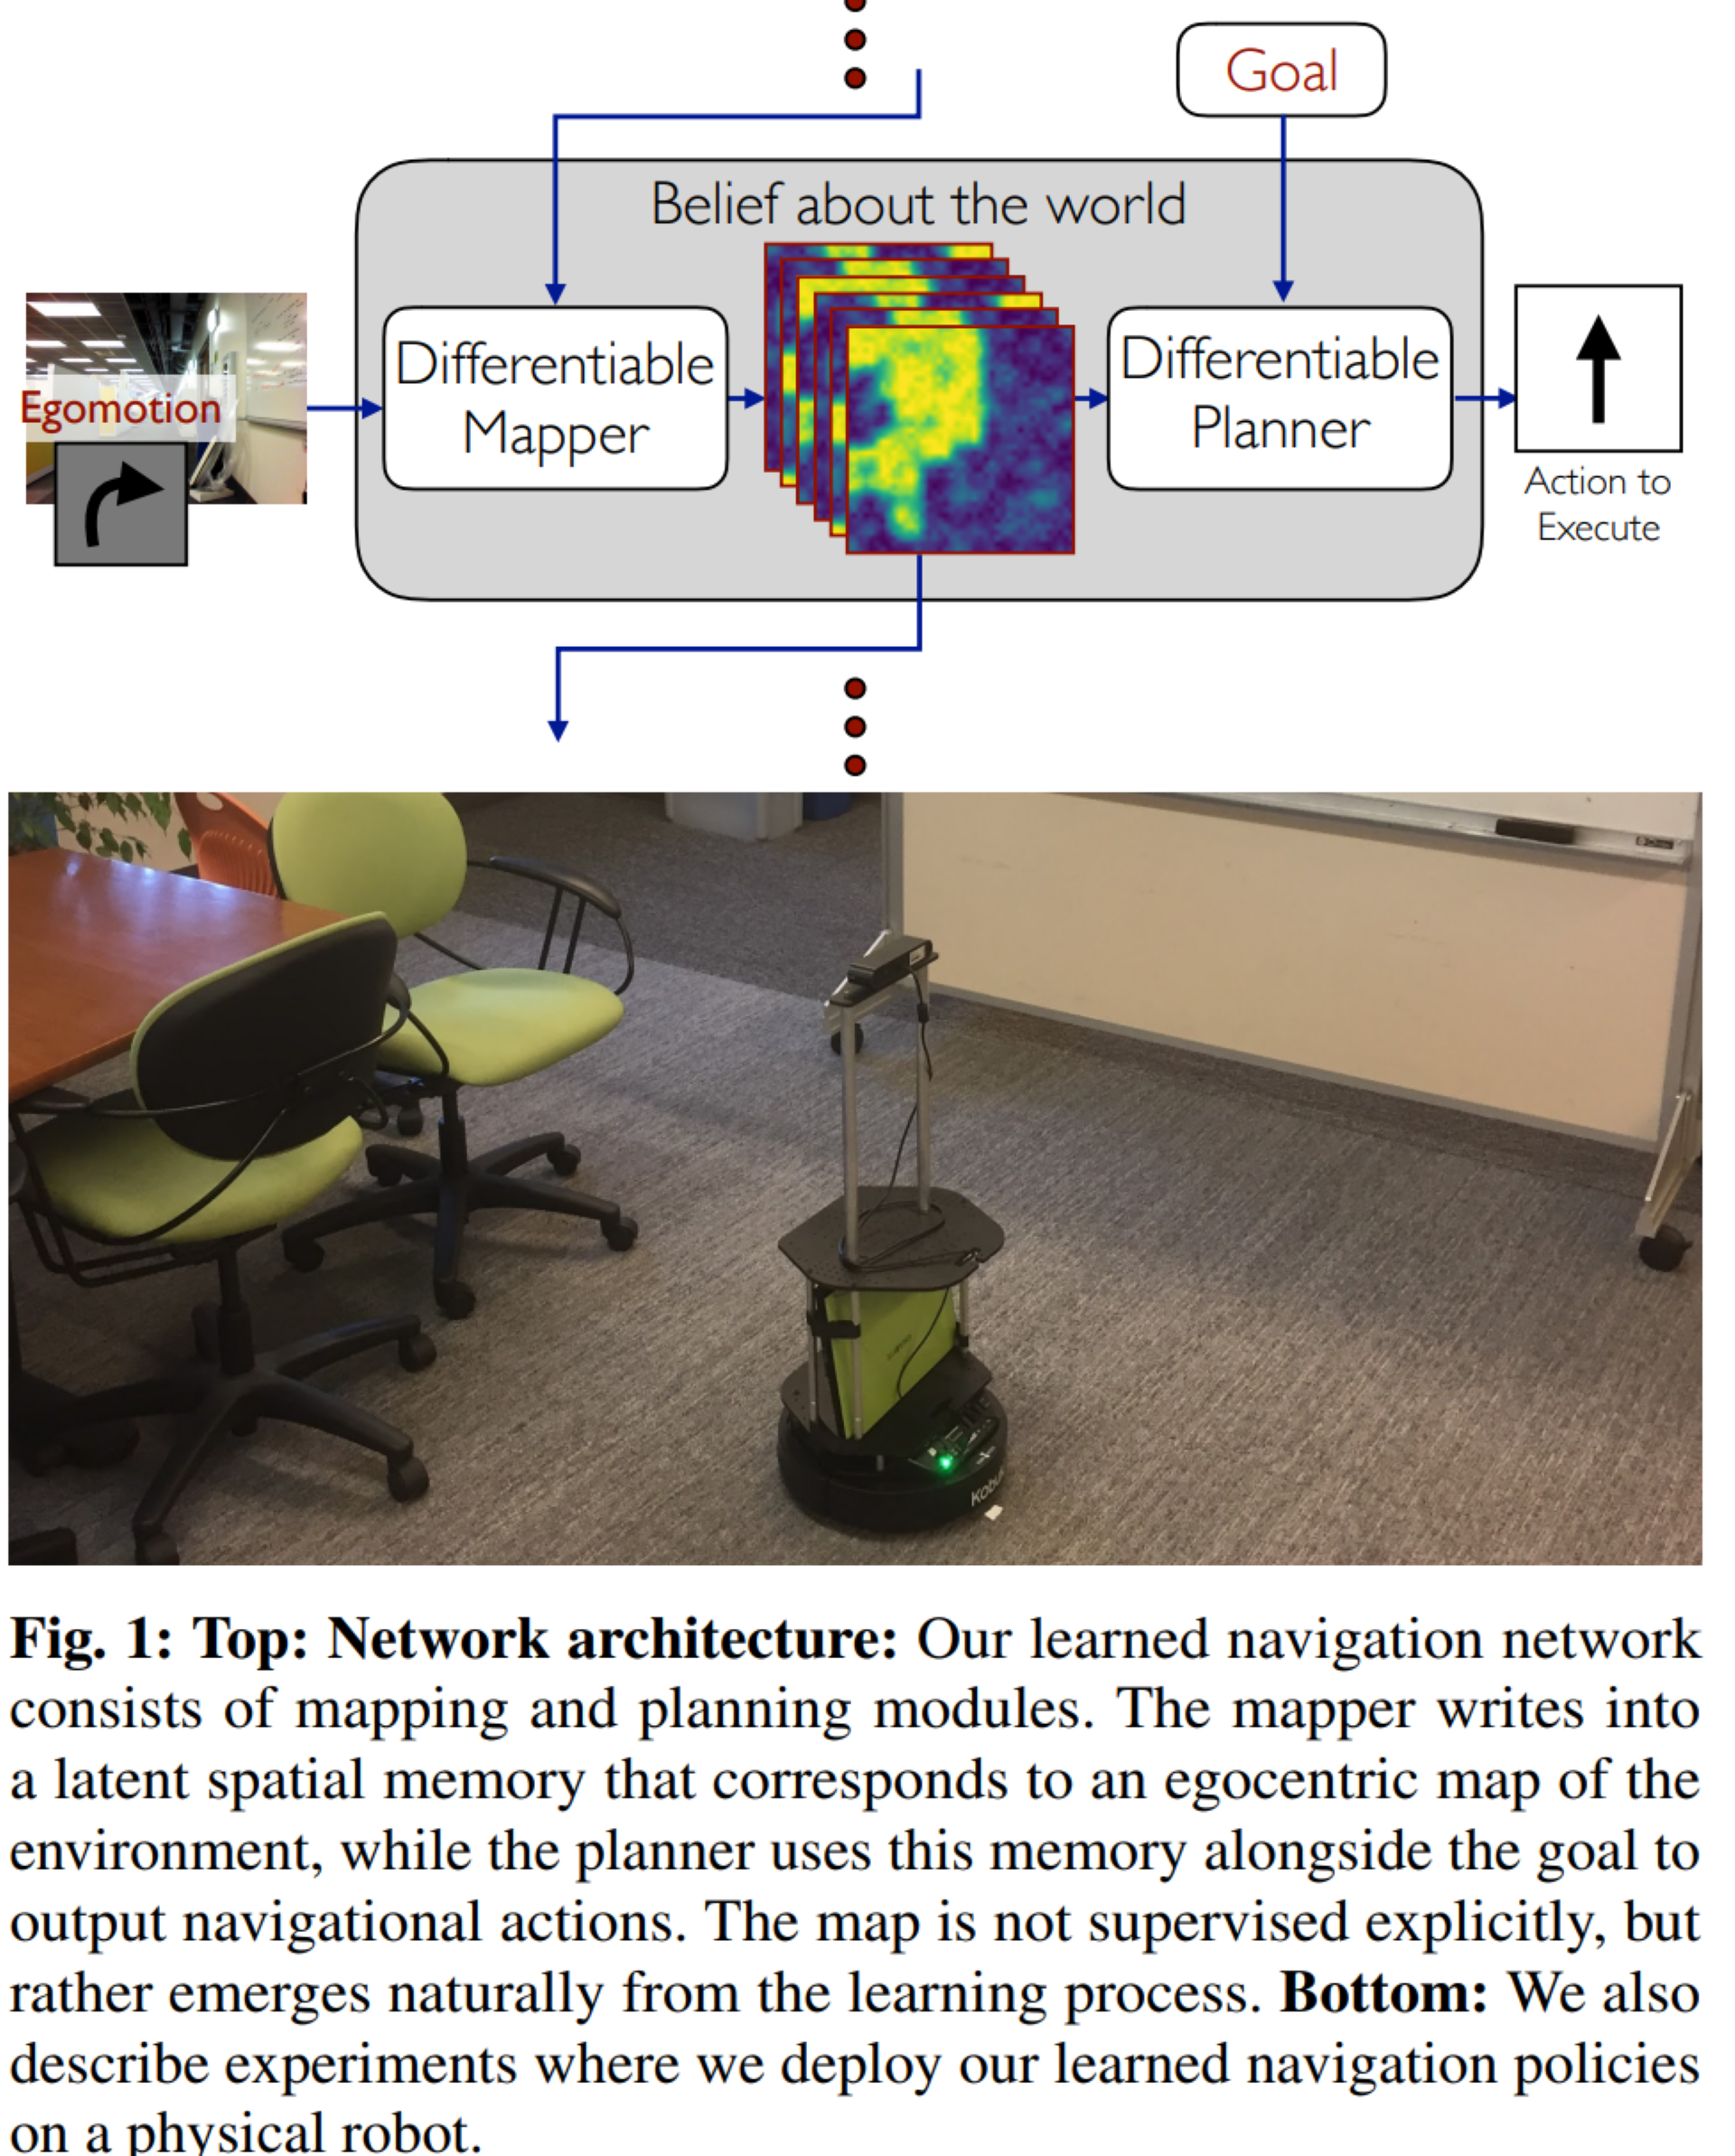 Goal
Belief about the world
Egomotion
Differentiable
Mapper
Differentiable
Planner
Action to
Execute
Fig. 1: Top: Network architecture: Our learned navigation network
consists of mapping and planning modules. The mapper writes into
a latent spatial memory that corresponds to an egocentric map of the
environment, while the planner uses this memory alongside the goal to
output navigational actions. The map is not supervised explicitly, but
rather emerges naturally from the learning process. Bottom: We also
describe experiments where we deploy our learned navigation policies
on a physical robot.